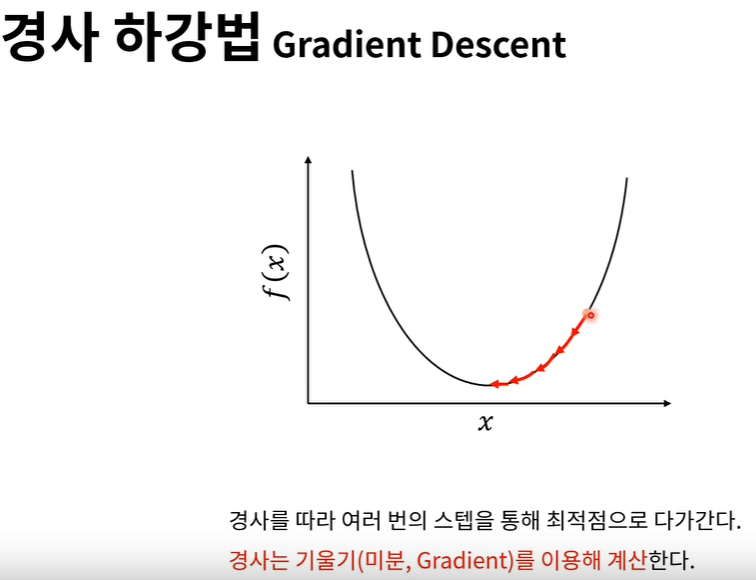 경사 하강법 Gradient Descent
f(x)
x
경사를 따라 여러 번의 스텝을 통해 최적점으로 다가간다.
경사는 기울기(미분, Gradient)를 이용해 계산한다.